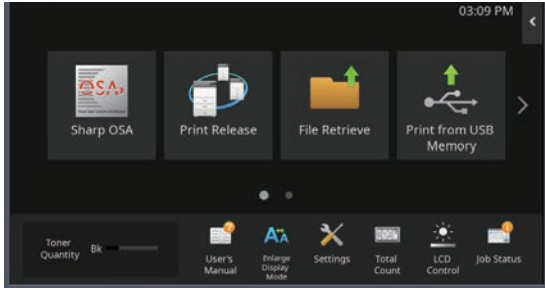 03:09 PM
OSA
Sharp OSA
Print Release
File Retrieve
Print from USB
Memory
Toner
Quantity
Bk
User's
Manual
Enlarge
Display
Mode
Settings
Total
Count
LCD
Control
Job Status